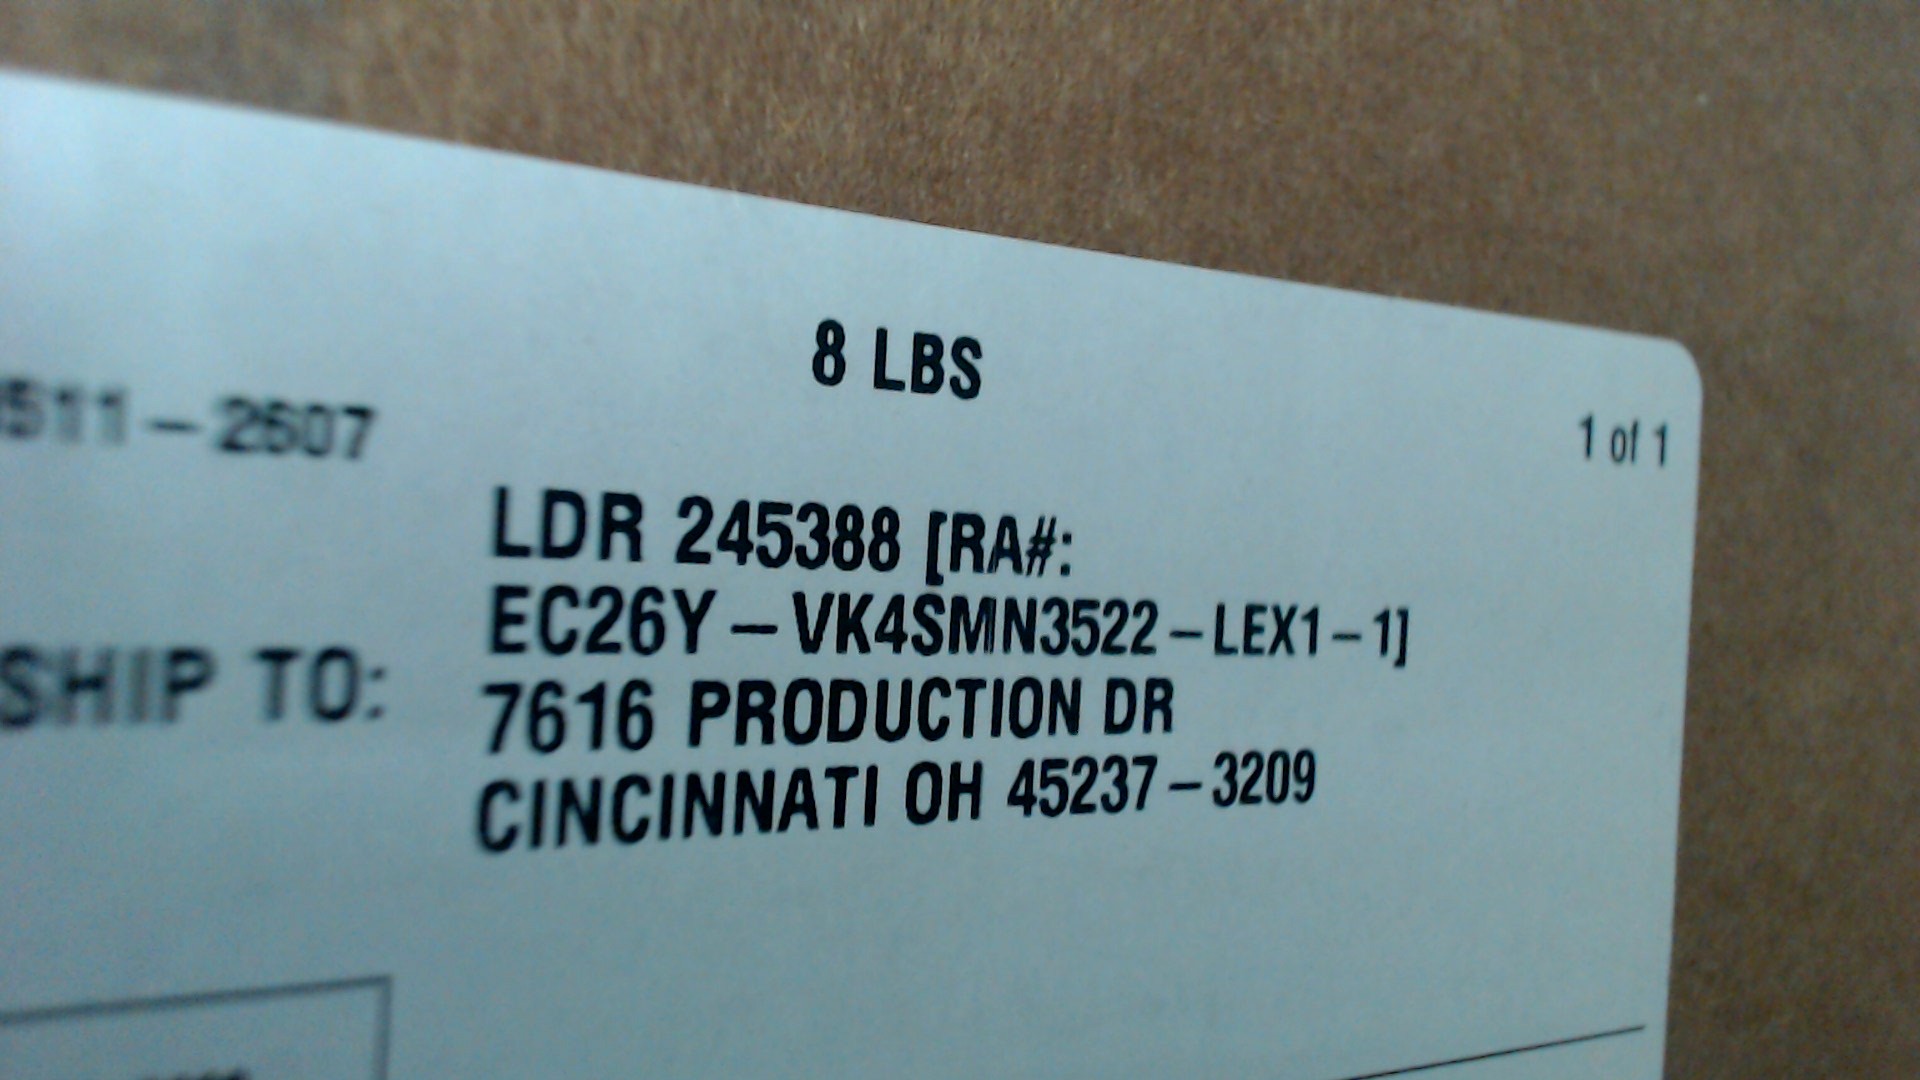 8 LBS
1 of 1
511-2607
LDR 245388 [RA#:
EC26Y-VK4SMN3522-LEX1-1]
SHIP TO:
7616 PRODUCTION DR
CINCINNATI OH 45237-3209